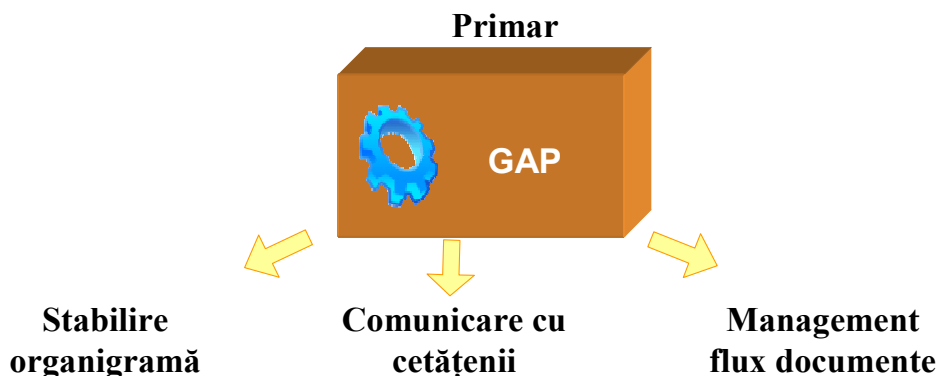 Primar
GAP
Stabilire
organigramă
Comunicare cu
cetățenii
Management
flux documente